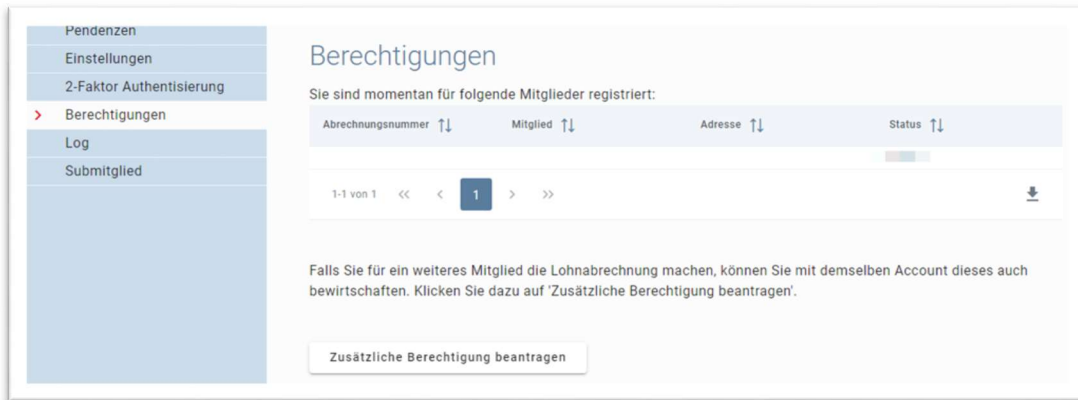 Pendenzen
Einstellungen
2-Faktor Authentisierung
Berechtigungen
Log
Submitglied
Berechtigungen
Sie sind momentan für folgende Mitglieder registriert:
Abrechnungsnummer Mitglied Adresse Status
1-1 von 1 << < 1 > >>
Falls Sie für ein weiteres Mitglied die Lohnabrechnung machen, können Sie mit demselben Account dieses auch
bewirtschaften. Klicken Sie dazu auf 'Zusätzliche Berechtigung beantragen'.
Zusätzliche Berechtigung beantragen